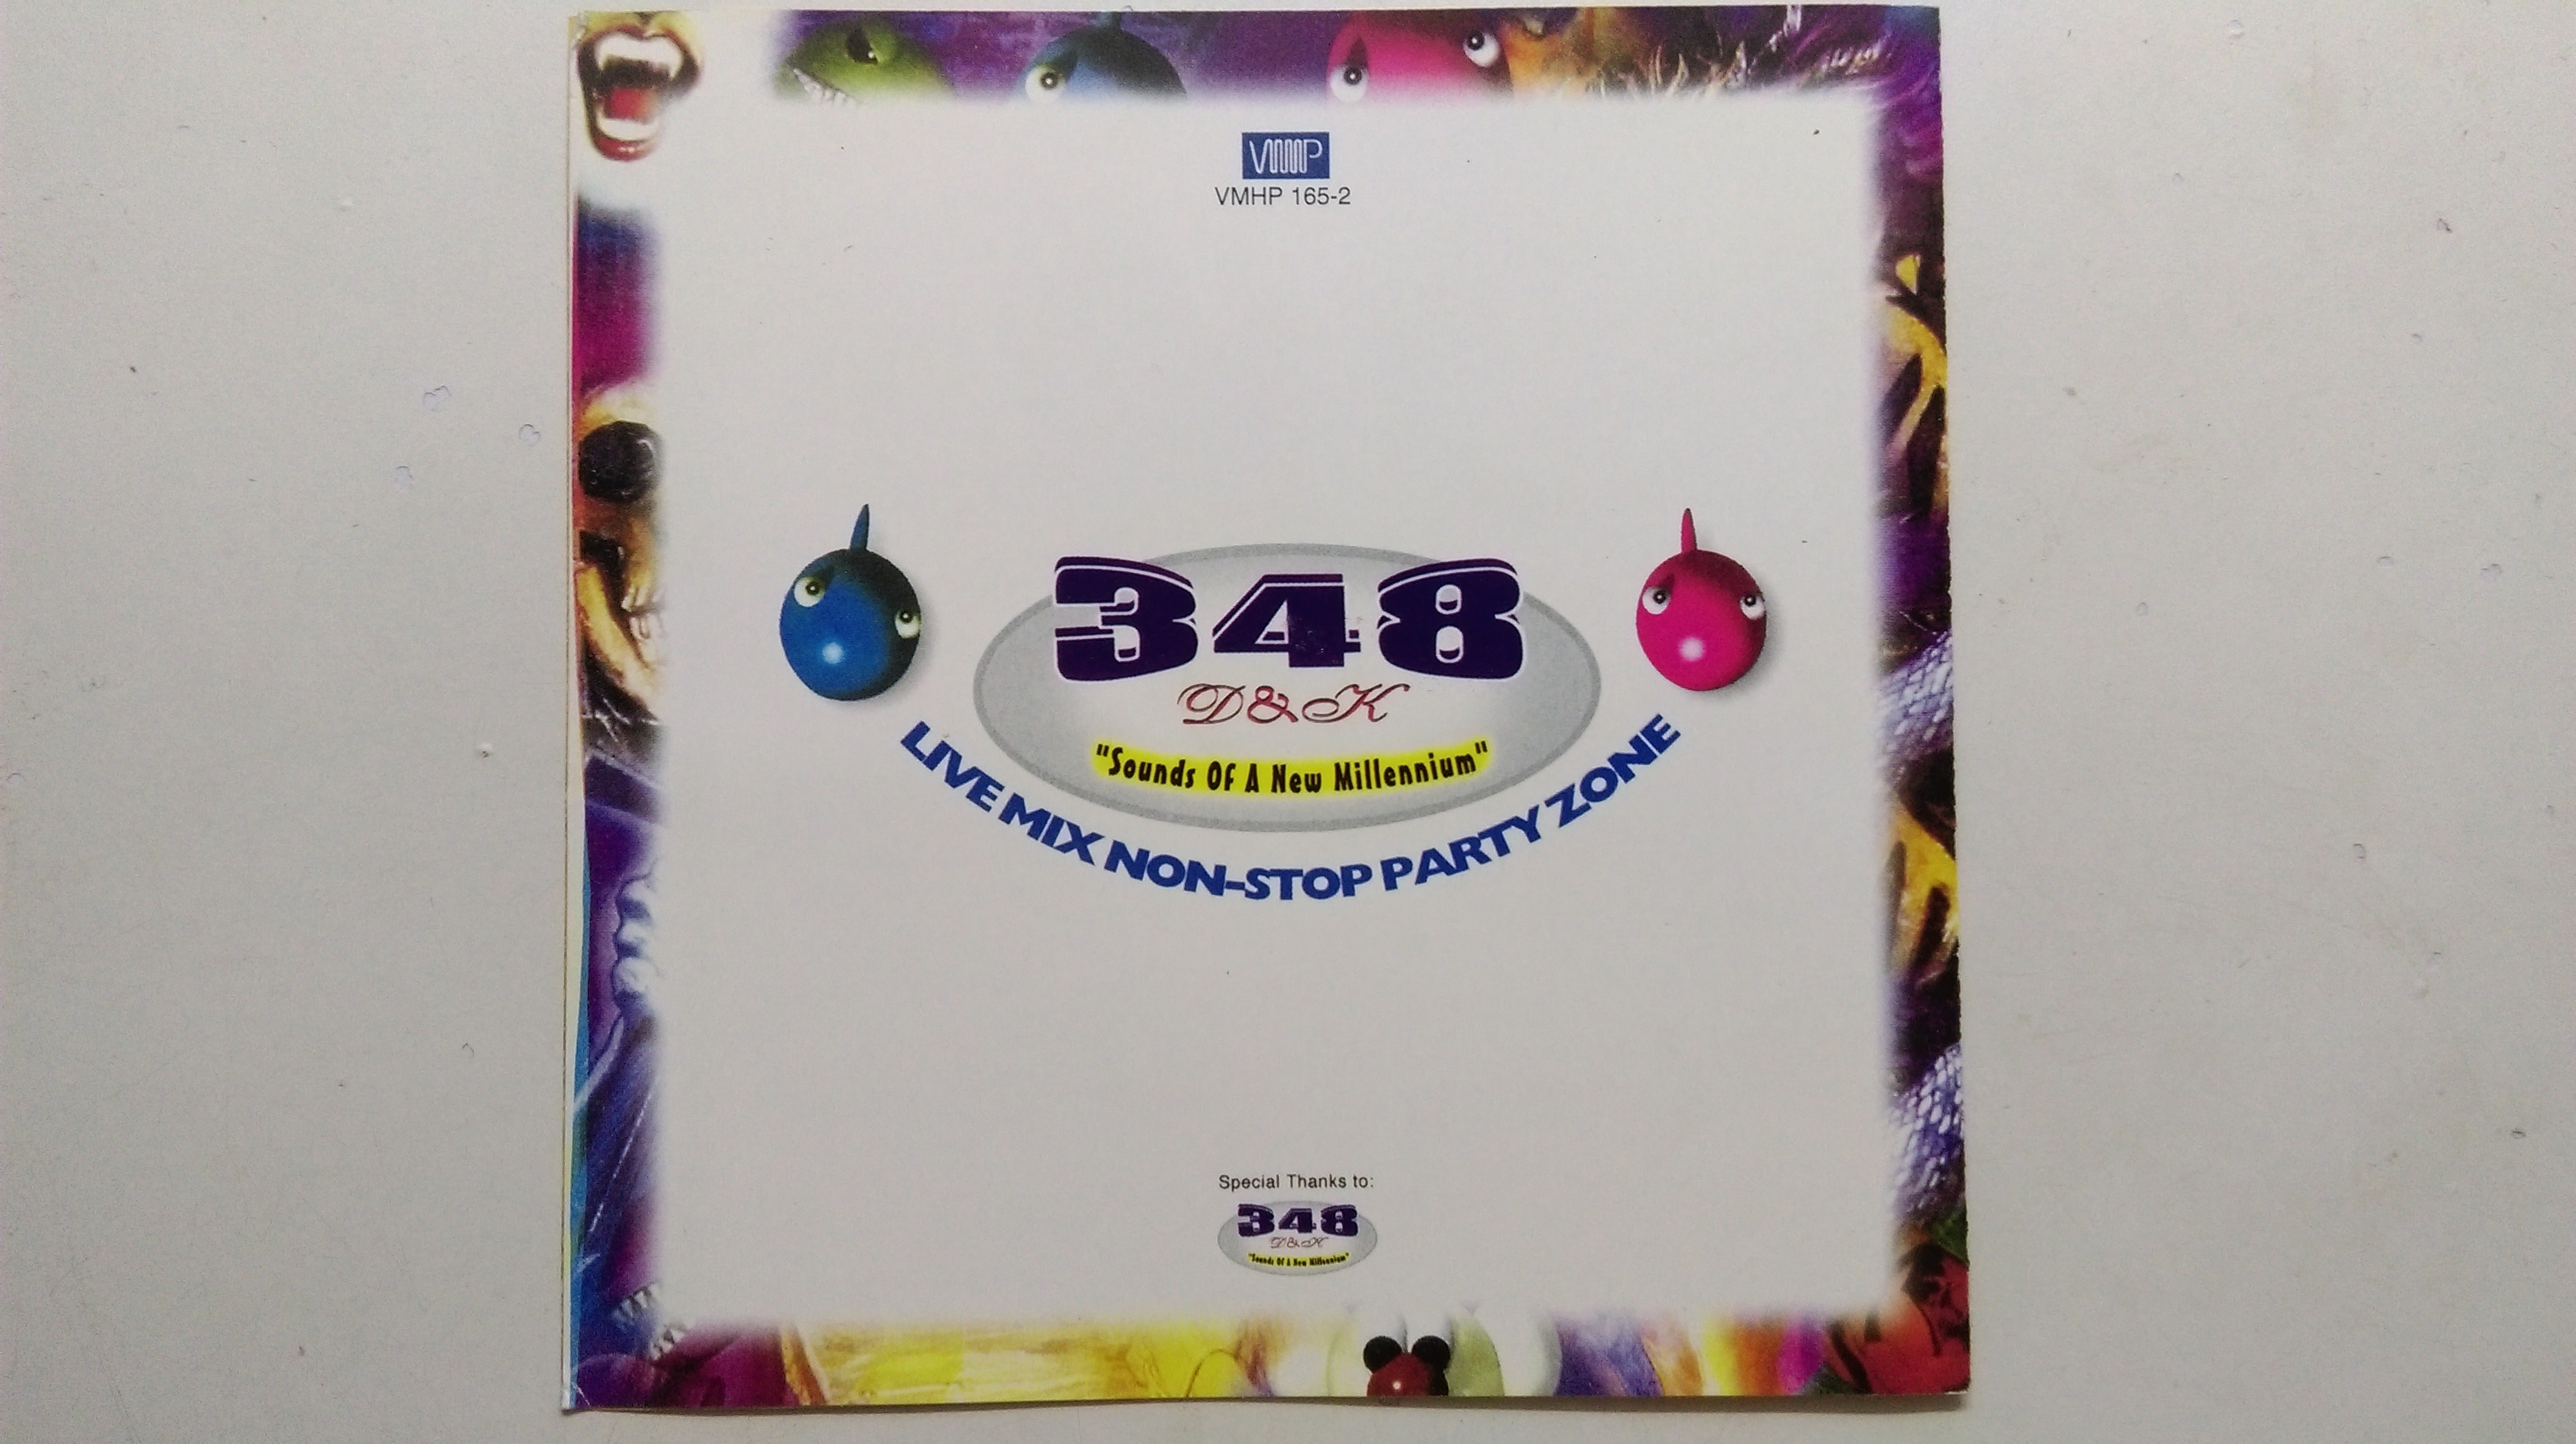 VMP
VMHP 165-2
348
D&K
"Sounds Of A New Millennium"
LIVE MIX NON-STOP PARTY ZONE
Special Thanks to:
348
D&K
"Sounds Of A New Millennium"